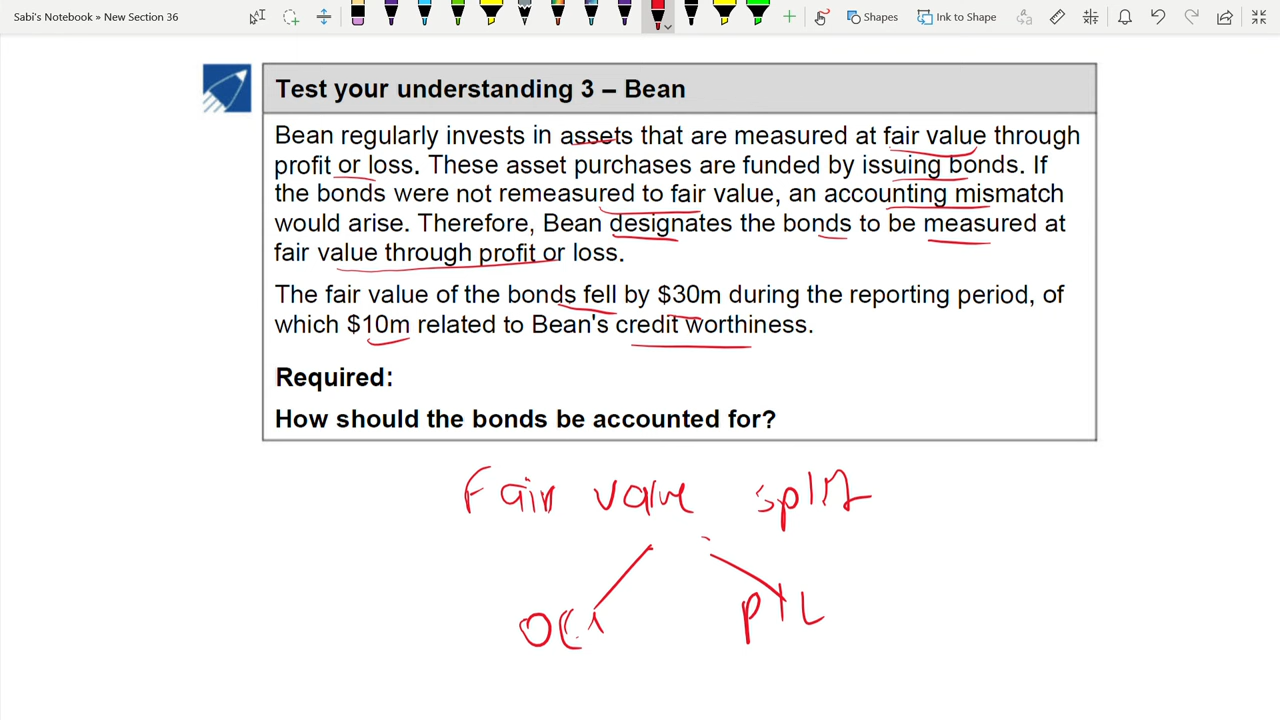 Sabi's Notebook » New Section 36
Shapes
Ink to Shape
Test your understanding 3 – Bean
Bean regularly invests in assets that are measured at fair value through
profit or loss. These asset purchases are funded by issuing bonds. If
the bonds were not remeasured to fair value, an accounting mismatch
would arise. Therefore, Bean designates the bonds to be measured at
fair value through profit or loss.
The fair value of the bonds fell by $30m during the reporting period, of
which $10m related to Bean's credit worthiness.
Required:
How should the bonds be accounted for?
Fair value split
OCI P+L